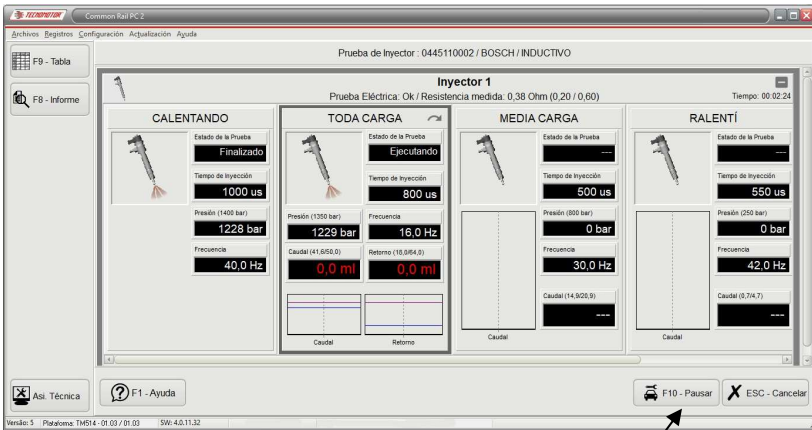 TECNOMOTOR Common Rail PC 2
Archivos Registros Configuración Actualización Ayuda
F9 - Tabla
F8 - Informe
Prueba de Inyector : 0445110002 / BOSCH / INDUCTIVO
Inyector 1
Prueba Eléctrica: Ok / Resistencia medida: 0,38 Ohm (0,20 / 0,60)
Tiempo: 00:02:24
CALENTANDO
Estado de la Prueba
Finalizado
Tiempo de Inyección
1000 us
Presión (1400 bar)
1228 bar
Frecuencia
40,0 Hz
TODA CARGA
Estado de la Prueba
Ejecutando
Tiempo de Inyección
800 us
Presión (1350 bar)
1229 bar
Frecuencia
16,0 Hz
Caudal (41,6/50,0)
0,0 ml
Retorno (18,0/64,0)
0,0 ml
Caudal
Retorno
MEDIA CARGA
Estado de la Prueba
---
Tiempo de Inyección
500 us
Presión (800 bar)
0 bar
Frecuencia
30,0 Hz
Caudal (14,9/20,9)
---
Caudal
RALENTÍ
Estado de la Prueba
---
Tiempo de Inyección
550 us
Presión (250 bar)
0 bar
Frecuencia
42,0 Hz
Caudal (0,7/4,7)
---
Caudal
Asi. Técnica
F1 - Ayuda
F10 - Pausar
ESC - Cancelar
Versão: 5 Plataforma: TM514 - 01.03 / 01.03 SW: 4.0.11.32